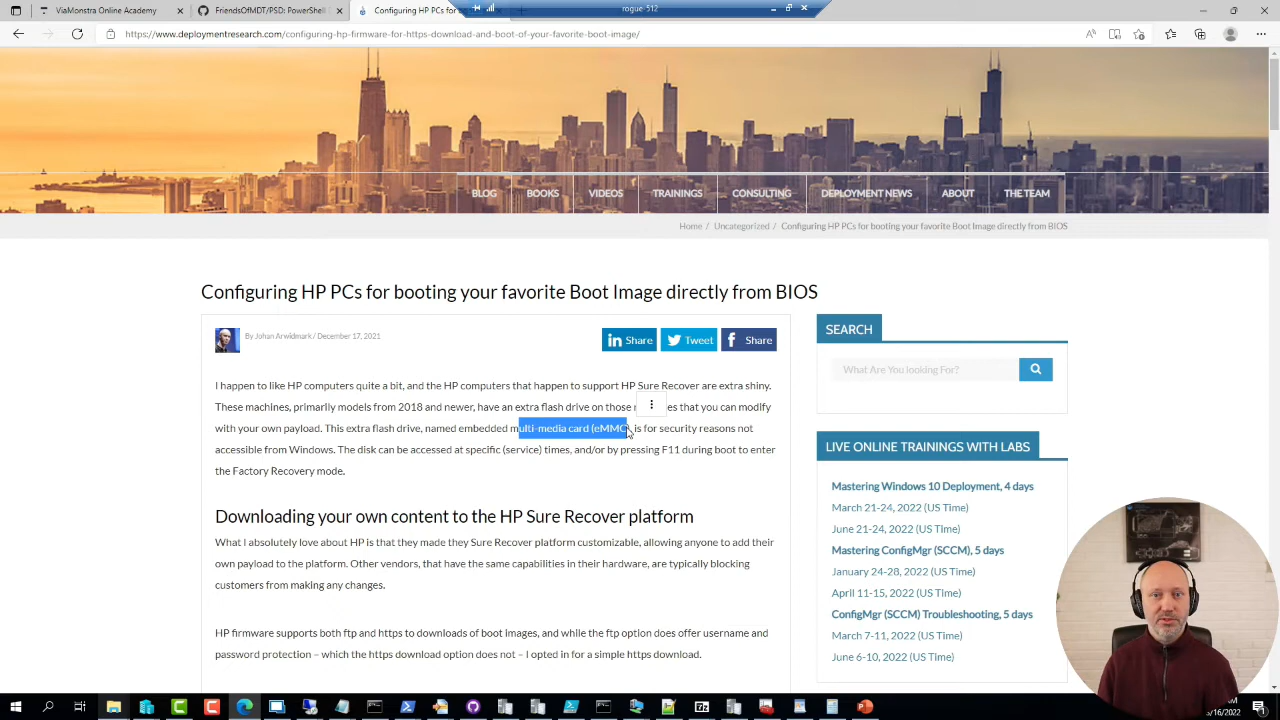 ViaMonstra Online Academy
FriendsOfMD
Configuring HP PCs for
rogue-512
https://www.deploymentresearch.com/configuring-hp-firmware-for-https-download-and-boot-of-your-favorite-boot-image/
BLOG BOOKS VIDEOS TRAININGS CONSULTING DEPLOYMENT NEWS ABOUT THE TEAM
Home / Uncategorized / Configuring HP PCs for booting your favorite Boot Image directly from BIOS
Configuring HP PCs for booting your favorite Boot Image directly from BIOS
By Johan Arwidmark / December 17, 2021
Share Tweet Share
I happen to like HP computers quite a bit, and the HP computers that happen to support HP Sure Recover are extra shiny.
These machines, primarily models from 2018 and newer, have an extra flash drive on those es that you can modify
with your own payload. This extra flash drive, named embedded multi-media card (eMMC), is for security reasons not
accessible from Windows. The disk can be accessed at specific (service) times, and/or by pressing F11 during boot to enter
the Factory Recovery mode.
Downloading your own content to the HP Sure Recover platform
What I absolutely love about HP is that they made they Sure Recover platform customizable, allowing anyone to add their
own payload to the platform. Other vendors, that have the same capabilities in their hardware, are typically blocking
customers from making any changes.
HP firmware supports both ftp and https to downloads of boot images, and while the ftp option does offer username and
password protection – which the https download option does not – I opted in for a simple https download.
SEARCH
What Are You looking For?
LIVE ONLINE TRAININGS WITH LABS
Mastering Windows 10 Deployment, 4 days
March 21-24, 2022 (US Time)
June 21-24, 2022 (US Time)
Mastering ConfigMgr (SCCM), 5 days
January 24-28, 2022 (US Time)
April 11-15, 2022 (US Time)
ConfigMgr (SCCM) Troubleshooting, 5 days
March 7-11, 2022 (US Time)
June 6-10, 2022 (US Time)
AM
/16/2022